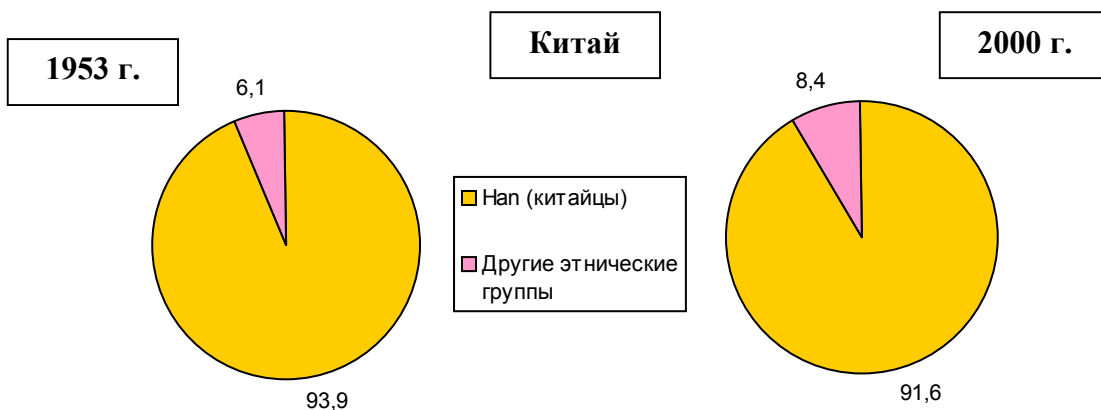 Китай
1953 г.
2000 г.
6,1
8,4
Han (китайцы)
Другие этнические
группы
93,9
91,6